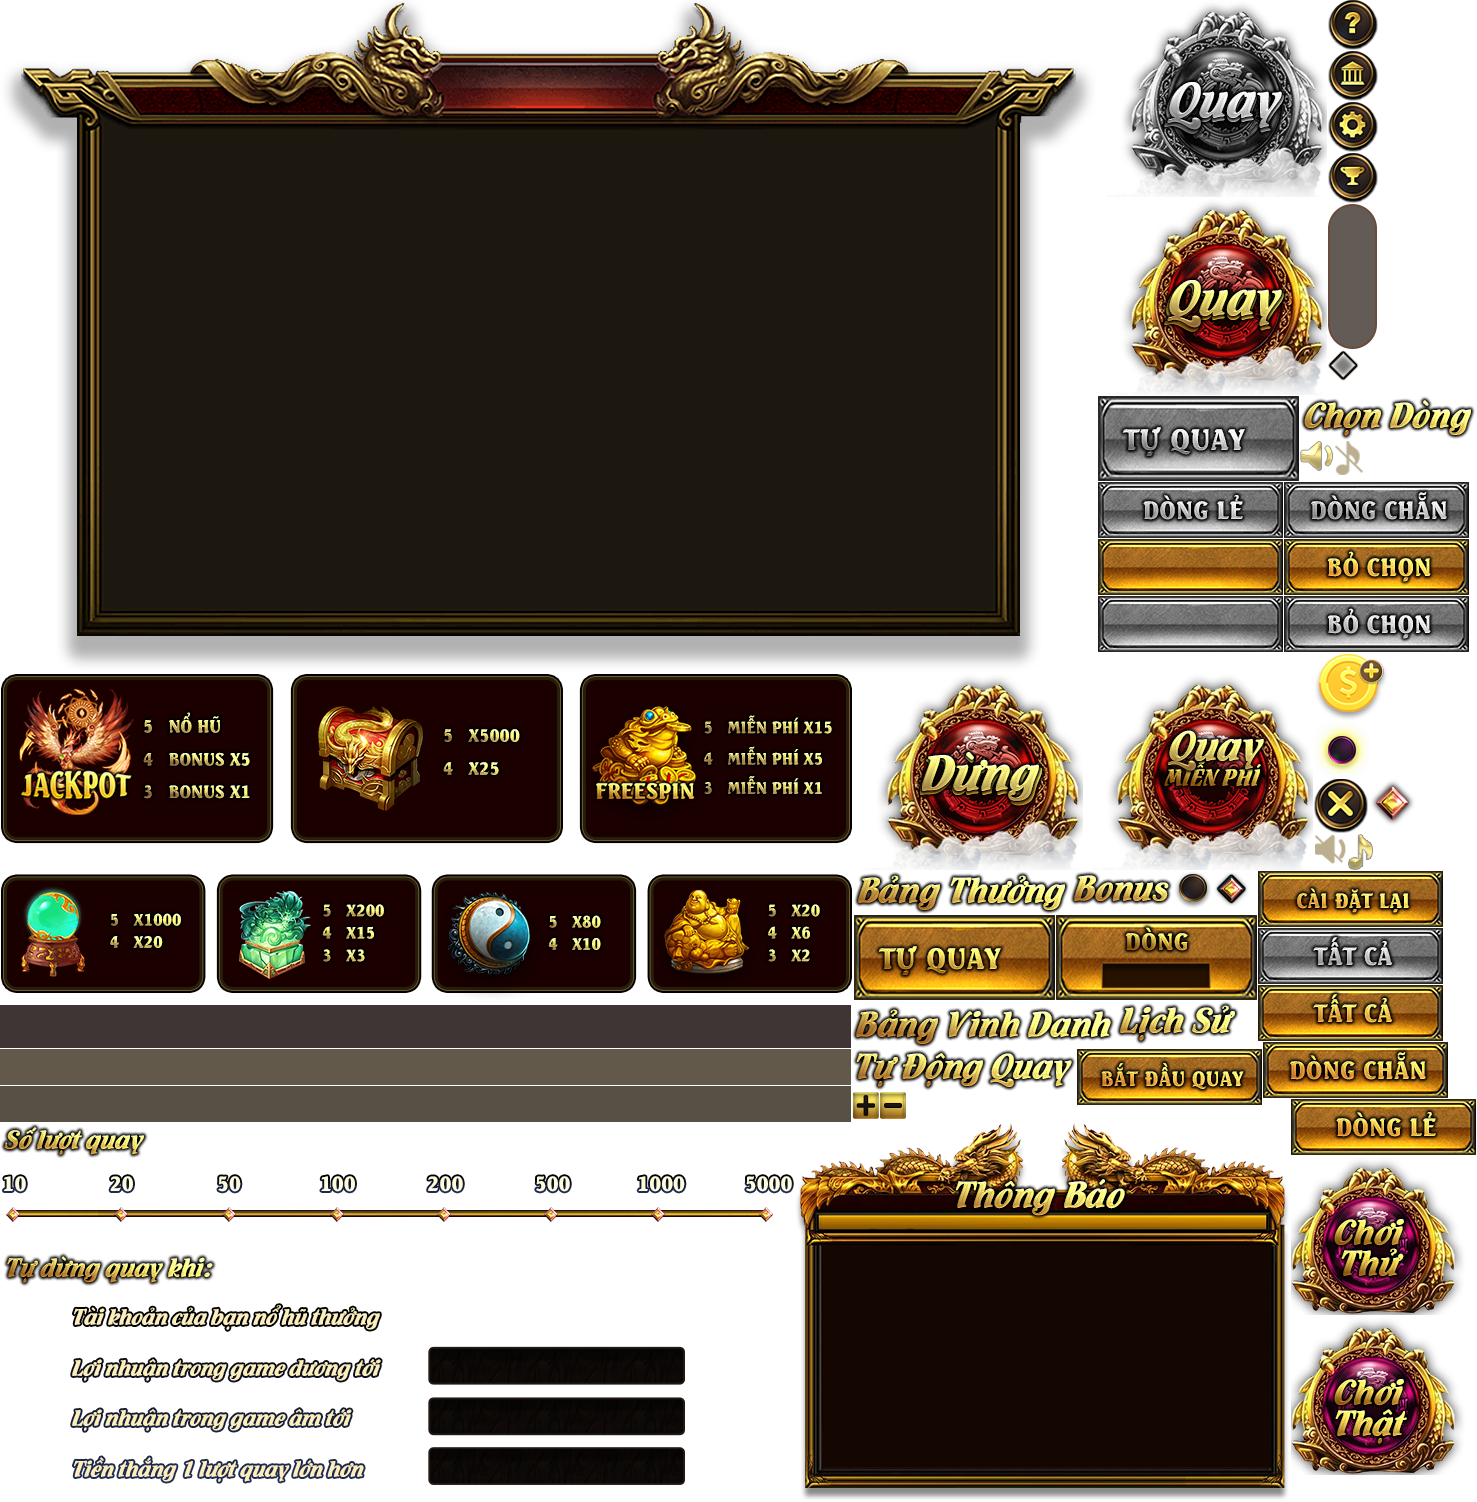 ?
Quay
Quay
Chọn Dòng
TỰ QUAY
DÒNG LẺ
DÒNG CHẴN
BỎ CHỌN
BỎ CHỌN
$
JACKPOT
5 NỔ HŨ
4 BONUS X5
3 BONUS X1
5 X5000
4 X25
FREESPIN
5 MIỄN PHÍ X15
4 MIỄN PHÍ X5
3 MIỄN PHÍ X1
Dừng
Quay
MIỄN PHÍ
5 X1000
4 X20
5 X200
4 X15
3 X3
5 X80
4 X10
5 X20
4 X6
3 X2
Bảng Thưởng
Bonus
CÀI ĐẶT LẠI
TỰ QUAY
DÒNG
TẤT CẢ
TẤT CẢ
Bảng Vinh Danh
Lịch Sử
Tự Động Quay
BẮT ĐẦU QUAY
DÒNG CHẴN
DÒNG LẺ
Số lượt quay
10 20 50 100 200 500 1000 5000
Thông Báo
Chơi
Thử
Tự dừng quay khi:
Tài khoản của bạn nổ hũ thưởng
Lợi nhuận trong game dương tới
Lợi nhuận trong game âm tới
Tiền thắng 1 lượt quay lớn hơn
Chơi
Thật